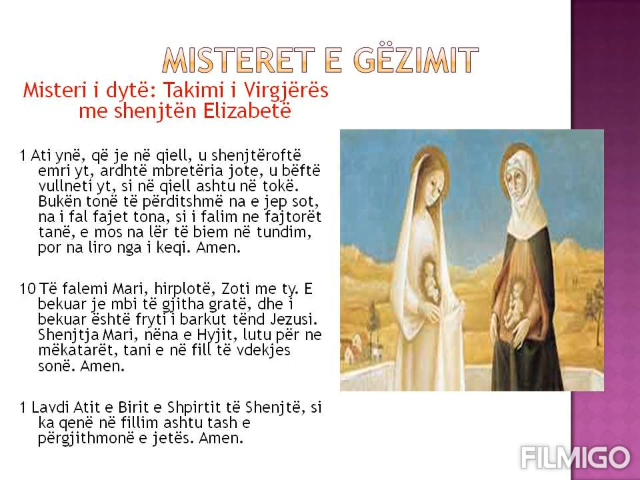 MISTERET E GËZIMIT
Misteri i dytë: Takimi i Virgjërës
me shenjtën Elizabetë
1 Ati ynë, që je në qiell, u shenjtëroftë
emri yt, ardhtë mbretëria jote, u bëftë
vullneti yt, si në qiell ashtu në tokë.
Bukën tonë të përditshmë na e jep sot,
na i fal fajet tona, si i falim ne fajtorët
tanë, e mos na lër të biem në tundim,
por na liro nga i keqi. Amen.
10 Të falemi Mari, hirplotë, Zoti me ty. E
bekuar je mbi të gjitha gratë, dhe i
bekuar është fryti i barkut tënd Jezusi.
Shenjtja Mari, nëna e Hyjit, lutu për ne
mëkatarët, tani e në fill të vdekjes
sonë. Amen.
1 Lavdi Atit e Birit e Shpirtit të Shenjtë, si
ka qenë në fillim ashtu tash e
përgjithmonë e jetës. Amen.
FILMIGO